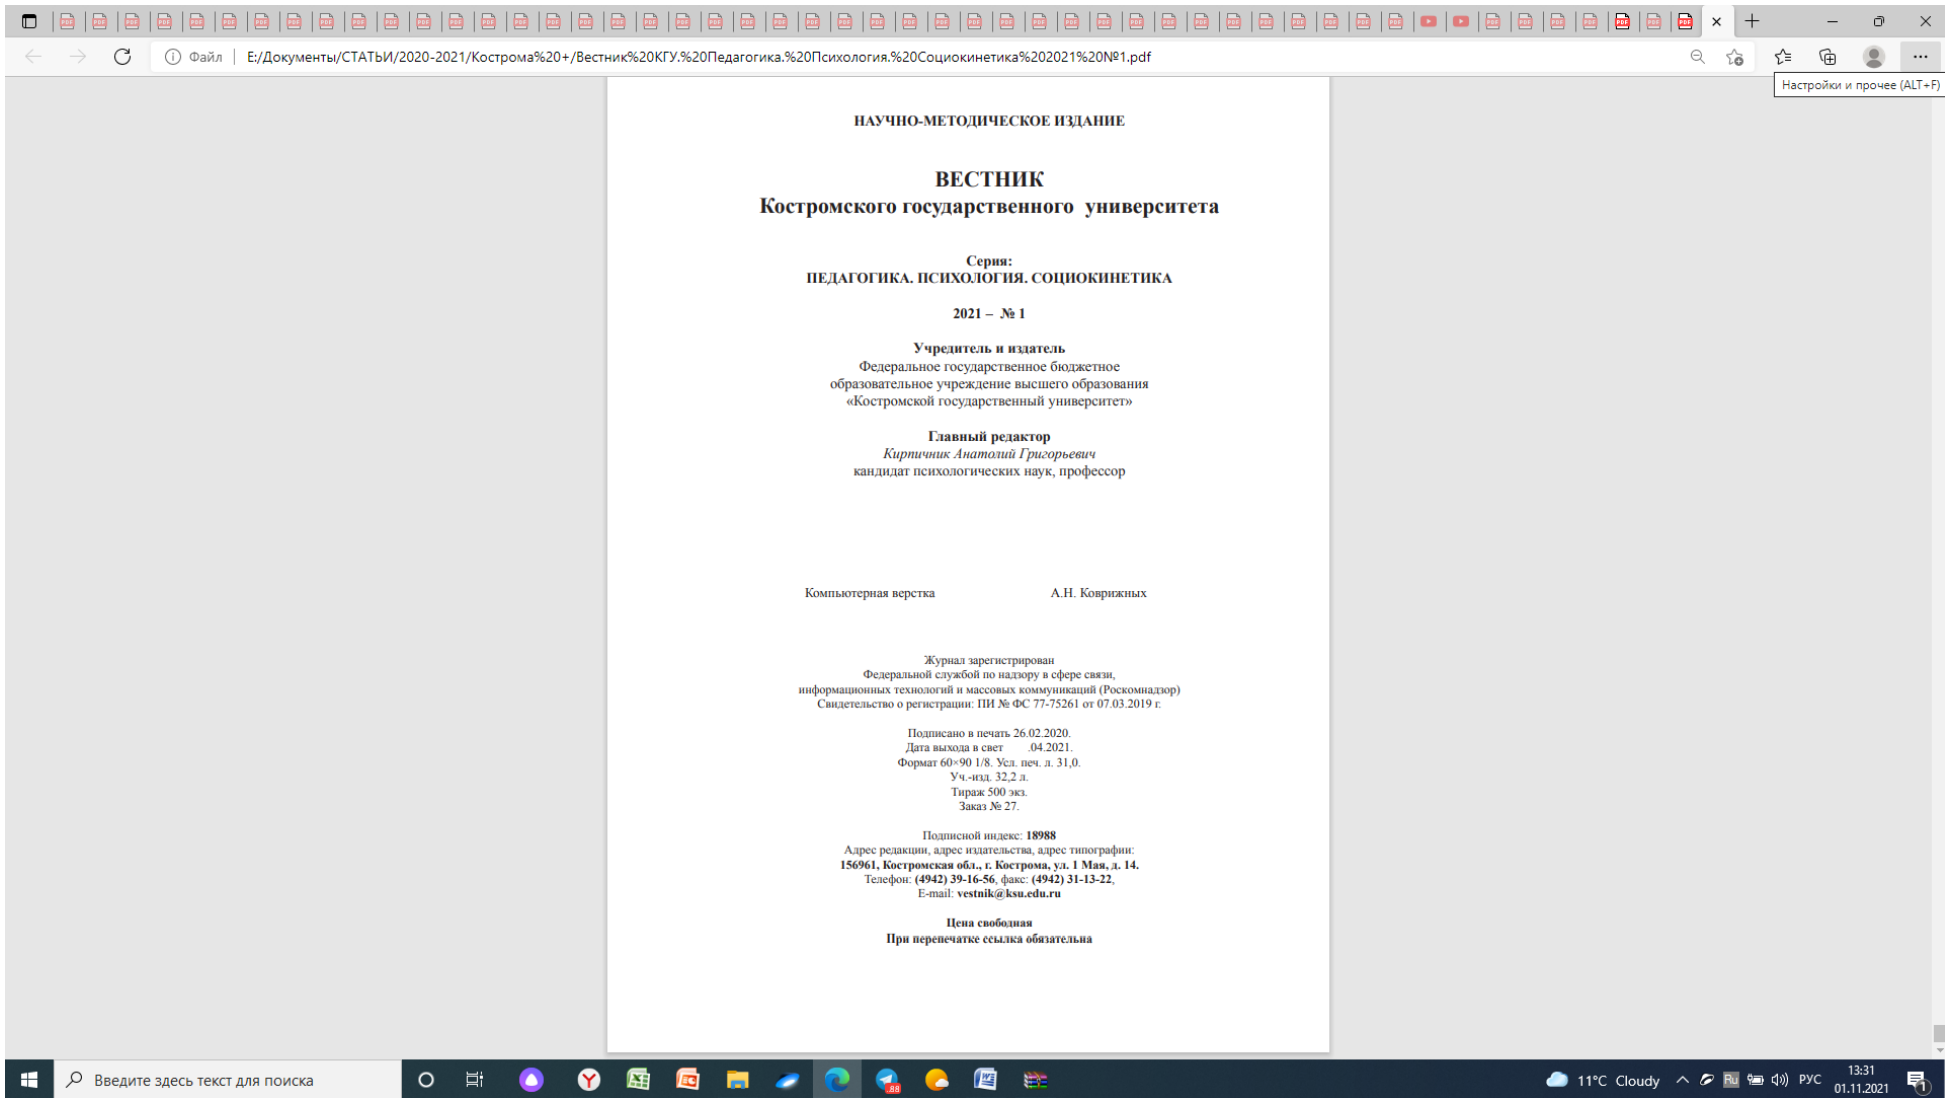 Файл
E:/Документы/СТАТЬИ/2020-2021/Кострома%20+/Вестник%20КГУ.%20Педагогика.%20Психология.%20Социокинетика%202021%20№1.pdf
Настройки и прочее (ALT+F)
НАУЧНО-МЕТОДИЧЕСКОЕ ИЗДАНИЕ
ВЕСТНИК
Костромского государственного университета
Серия:
ПЕДАГОГИКА. ПСИХОЛОГИЯ. СОЦИОКИНЕТИКА
2021 – № 1
Учредитель и издатель
Федеральное государственное бюджетное
образовательное учреждение высшего образования
«Костромской государственный университет»
Главный редактор
Кирпичник Анатолий Григорьевич
кандидат психологических наук, профессор
Компьютерная верстка А.Н. Коврижных
Журнал зарегистрирован
Федеральной службой по надзору в сфере связи,
информационных технологий и массовых коммуникаций (Роскомнадзор)
Свидетельство о регистрации: ПИ № ФС 77-75261 от 07.03.2019 г.
Подписано в печать 26.02.2020.
Дата выхода в свет .04.2021.
Формат 60×90 1/8. Усл. печ. л. 31,0.
Уч.-изд. 32,2 л.
Тираж 500 экз.
Заказ № 27.
Подписной индекс: 18988
Адрес редакции, адрес издательства, адрес типографии:
156961, Костромская обл., г. Кострома, ул. 1 Мая, д. 14.
Телефон: (4942) 39-16-56, факс: (4942) 31-13-22,
E-mail: vestnik@ksu.edu.ru
Цена свободная
При перепечатке ссылка обязательна
Введите здесь текст для поиска
88
11°C Cloudy
Ru
РУС
13:31
01.11.2021
1